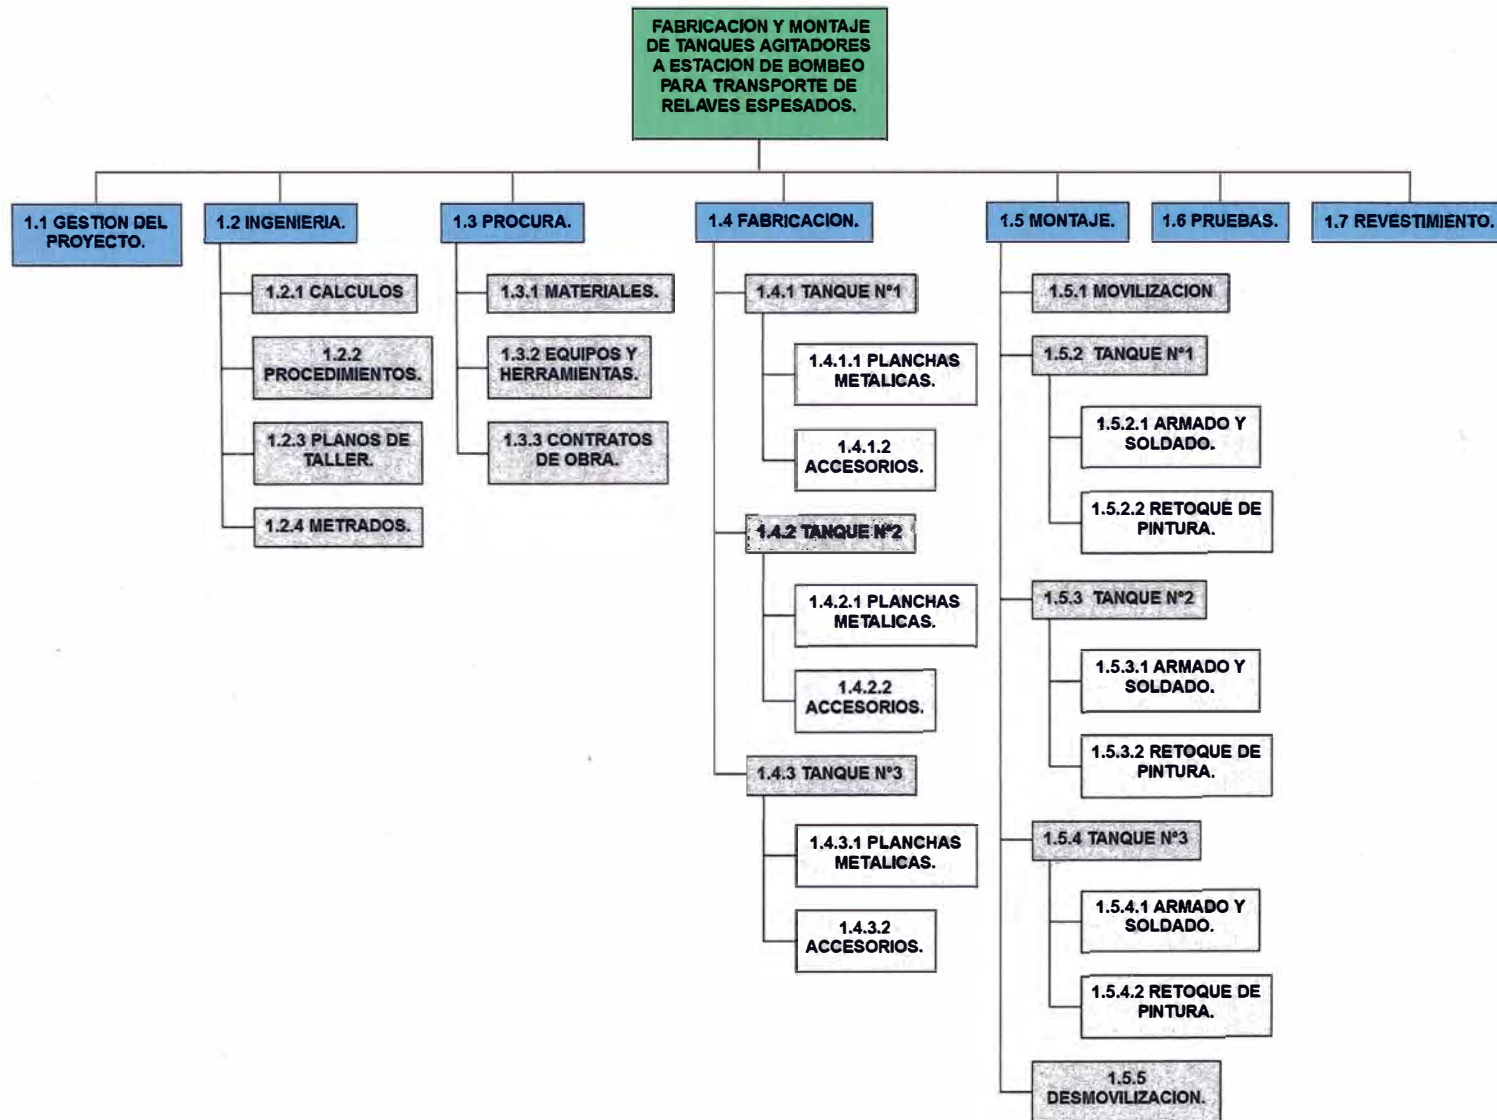 FABRICACION Y MONTAJE
DE TANQUES AGITADORES
A ESTACION DE BOMBEO
PARA TRANSPORTE DE
RELAVES ESPESADOS.
1.1 GESTION DEL
PROYECTO.
1.2 INGENIERIA.
1.3 PROCURA.
1.4 FABRICACION.
1.5 MONTAJE.
1.6 PRUEBAS.
1.7 REVESTIMIENTO.
1.2.1 CALCULOS
1.2.2
PROCEDIMIENTOS.
1.2.3 PLANOS DE
TALLER.
1.2.4 METRADOS.
1.3.1 MATERIALES.
1.3.2 EQUIPOS Y
HERRAMIENTAS.
1.3.3 CONTRATOS
DE OBRA.
1.4.1 TANQUE Nº1
1.4.1.1 PLANCHAS
METALICAS.
1.4.1.2
ACCESORIOS.
1.4.2 TANQUE Nº2
1.4.2.1 PLANCHAS
METALICAS.
1.4.2.2
ACCESORIOS.
1.4.3 TANQUE Nº3
1.4.3.1 PLANCHAS
METALICAS.
1.4.3.2
ACCESORIOS.
1.5.1 MOVILIZACION
1.5.2 TANQUE Nº1
1.5.2.1 ARMADO Y
SOLDADO.
1.5.2.2 RETOQUE DE
PINTURA.
1.5.3 TANQUE Nº2
1.5.3.1 ARMADO Y
SOLDADO.
1.5.3.2 RETOQUE DE
PINTURA.
1.5.4 TANQUE Nº3
1.5.4.1 ARMADO Y
SOLDADO.
1.5.4.2 RETOQUE DE
PINTURA.
1.5.5
DESMOVILIZACION.